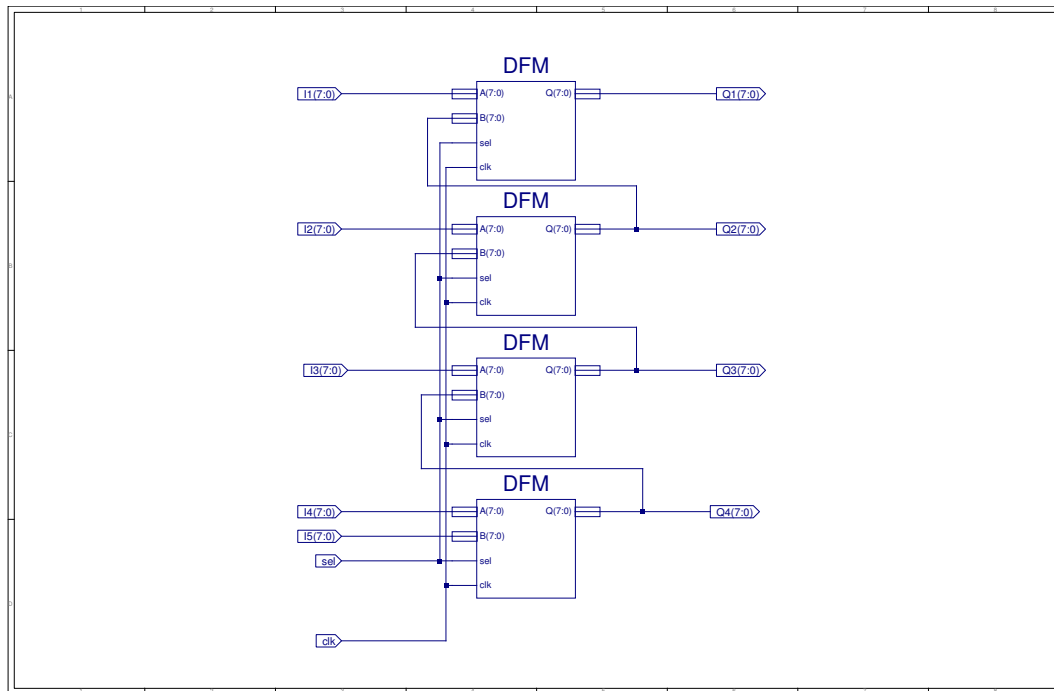 DFM
I1(7:0) A(7:0) Q(7:0) Q1(7:0)
B(7:0)
sel
clk
DFM
I2(7:0) A(7:0) Q(7:0) Q2(7:0)
B(7:0)
sel
clk
DFM
I3(7:0) A(7:0) Q(7:0) Q3(7:0)
B(7:0)
sel
clk
DFM
I4(7:0) A(7:0) Q(7:0) Q4(7:0)
I5(7:0) B(7:0)
sel sel
clk
clk